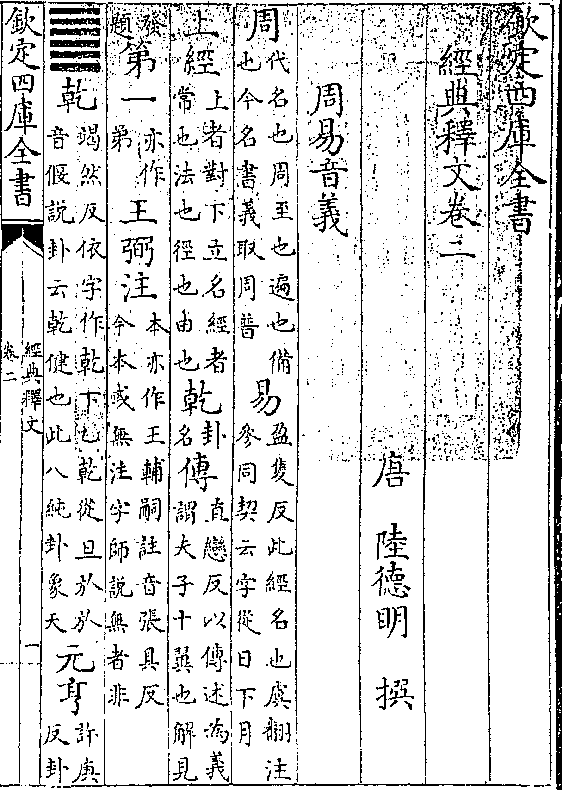 欽定四庫全書
經典釋文卷二
唐 陸德明 撰
周易音義
周代名也周至也遍也備也今名書義取周普易盈隻反此經名也虞翻注參同契云字從日下月
上經上者對下立名經者常也法也徑也由也乾卦名傳直戀反以傳述為義謂夫子十翼也解見
發題第一亦作弟王弼注本亦作王輔嗣註音張具反今本或無注字師說無者非
䷀乾竭然反依字作乾下乙乾從旦於於音偃說卦云乾健也此八純卦象天元亨許庚反卦
欽定四庫全書 經典釋文 卷二 一